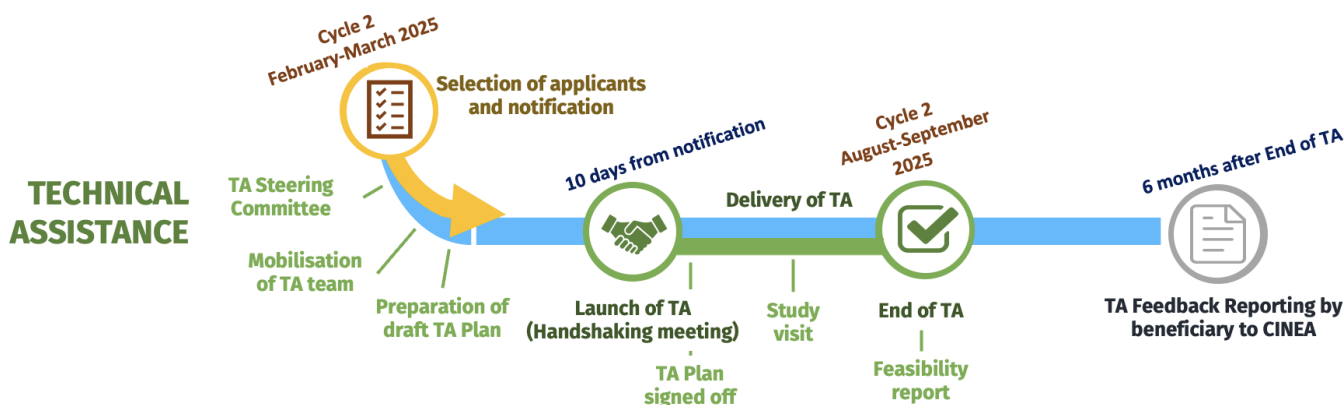 Cycle 2
February-March 2025
Selection of applicants
and notification
TECHNICAL
ASSISTANCE
TA Steering
Committee
Mobilisation
of TA team
Preparation of
draft TA Plan
10 days from notification
Launch of TA
(Handshaking meeting)
TA Plan
signed off
Delivery of TA
Study
visit
Cycle 2
August-September
2025
End of TA
Feasibility
report
6 months after End of TA
TA Feedback Reporting by
beneficiary to CINEA